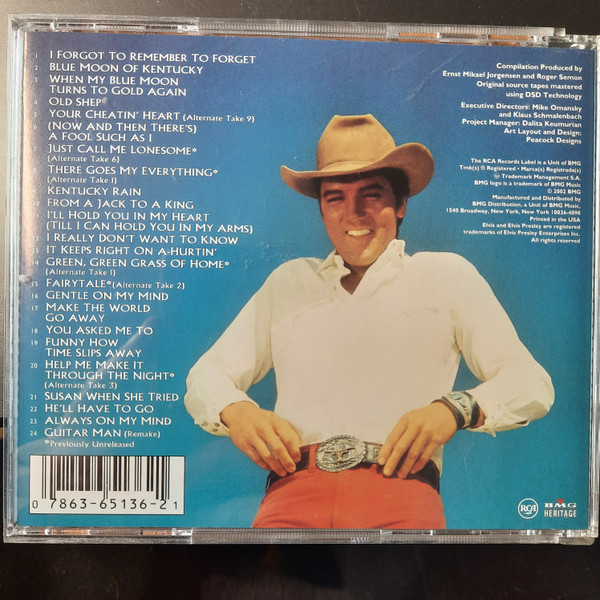 1 I FORGOT TO REMEMBER TO FORGET
2 BLUE MOON OF KENTUCKY
3 WHEN MY BLUE MOON
TURNS TO GOLD AGAIN
4 OLD SHEP*
5 YOUR CHEATIN' HEART (Alternate Take 9)
6 (NOW AND THEN THERE'S)
A FOOL SUCH AS I
7 JUST CALL ME LONESOME*
(Alternate Take 6)
8 THERE GOES MY EVERYTHING*
(Alternate Take 1)
9 KENTUCKY RAIN
10 FROM A JACK TO A KING
11 I'LL HOLD YOU IN MY HEART
(TILL I CAN HOLD YOU IN MY ARMS)
12 I REALLY DON'T WANT TO KNOW
13 IT KEEPS RIGHT ON A-HURTIN'
14 GREEN, GREEN GRASS OF HOME*
(Alternate Take 1)
15 FAIRYTALE* (Alternate Take 2)
16 GENTLE ON MY MIND
17 MAKE THE WORLD
GO AWAY
18 YOU ASKED ME TO
19 FUNNY HOW
TIME SLIPS AWAY
20 HELP ME MAKE IT
THROUGH THE NIGHT*
(Alternate Take 3)
21 SUSAN WHEN SHE TRIED
22 HE'LL HAVE TO GO
23 ALWAYS ON MY MIND
24 GUITAR MAN (Remake)
*Previously Unreleased
0 7863-65136-2 1
Compilation Produced by
Ernst Mikael Jorgensen and Roger Semon
Original source tapes mastered
using DSD Technology
Executive Directors: Mike Omansky
and Klaus Schmalenbach
Project Manager: Dalita Keumurian
Art Layout and Design:
Peacock Designs
The RCA Records Label is a Unit of BMG
Tmk(s) ® Registered • Marca(s) Registrada(s)
Trademark Management S.A.
BMG logo is a trademark of BMG Music
© 2002 BMG
Manufactured and Distributed by
BMG Distribution, a Unit of BMG Music,
1540 Broadway, New York, New York 10036-4098
Printed in the USA
Elvis and Elvis Presley are registered
trademarks of Elvis Presley Enterprises Inc.
All rights reserved
RCA
BMG
HERITAGE